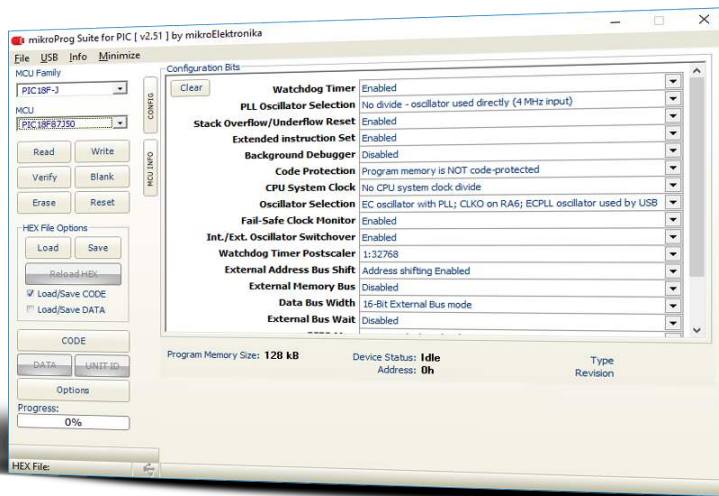 mikroProg Suite for PIC [ v2.51 ] by mikroElektronika
File USB Info Minimize
MCU Family
PIC18F-J
MCU
PIC18F87J50
Read Write
Verify Blank
Erase Reset
HEX File Options
Load Save
Reload HEX
Load/Save CODE
Load/Save DATA
CODE
DATA UNIT ID
Options
Progress:
0%
HEX File:
CONFIG
MCU INFO
Configuration Bits
Clear
Watchdog Timer Enabled
PLL Oscillator Selection No divide - oscillator used directly (4 MHz input)
Stack Overflow/Underflow Reset Enabled
Extended instruction Set Enabled
Background Debugger Disabled
Code Protection Program memory is NOT code-protected
CPU System Clock No CPU system clock divide
Oscillator Selection EC oscillator with PLL; CLKO on RA6; ECPLL oscillator used by USB
Fail-Safe Clock Monitor Enabled
Int./Ext. Oscillator Switchover Enabled
Watchdog Timer Postscaler 1:32768
External Address Bus Shift Address shifting Enabled
External Memory Bus Disabled
Data Bus Width 16-Bit External Bus mode
External Bus Wait Disabled
Program Memory Size: 128 kB Device Status: Idle Type
Address: 0h Revision